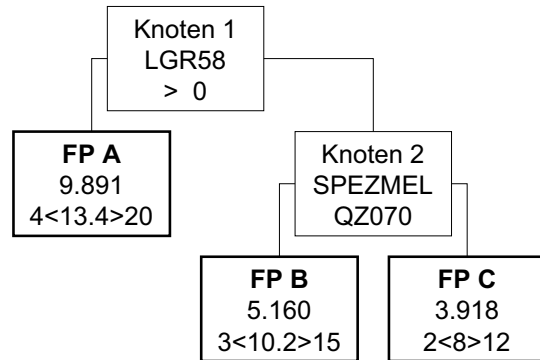 Knoten 1
LGR58
> 0
FP A
9.891
4<13.4>20
Knoten 2
SPEZMEL
QZ070
FP B
5.160
3<10.2>15
FP C
3.918
2<8>12